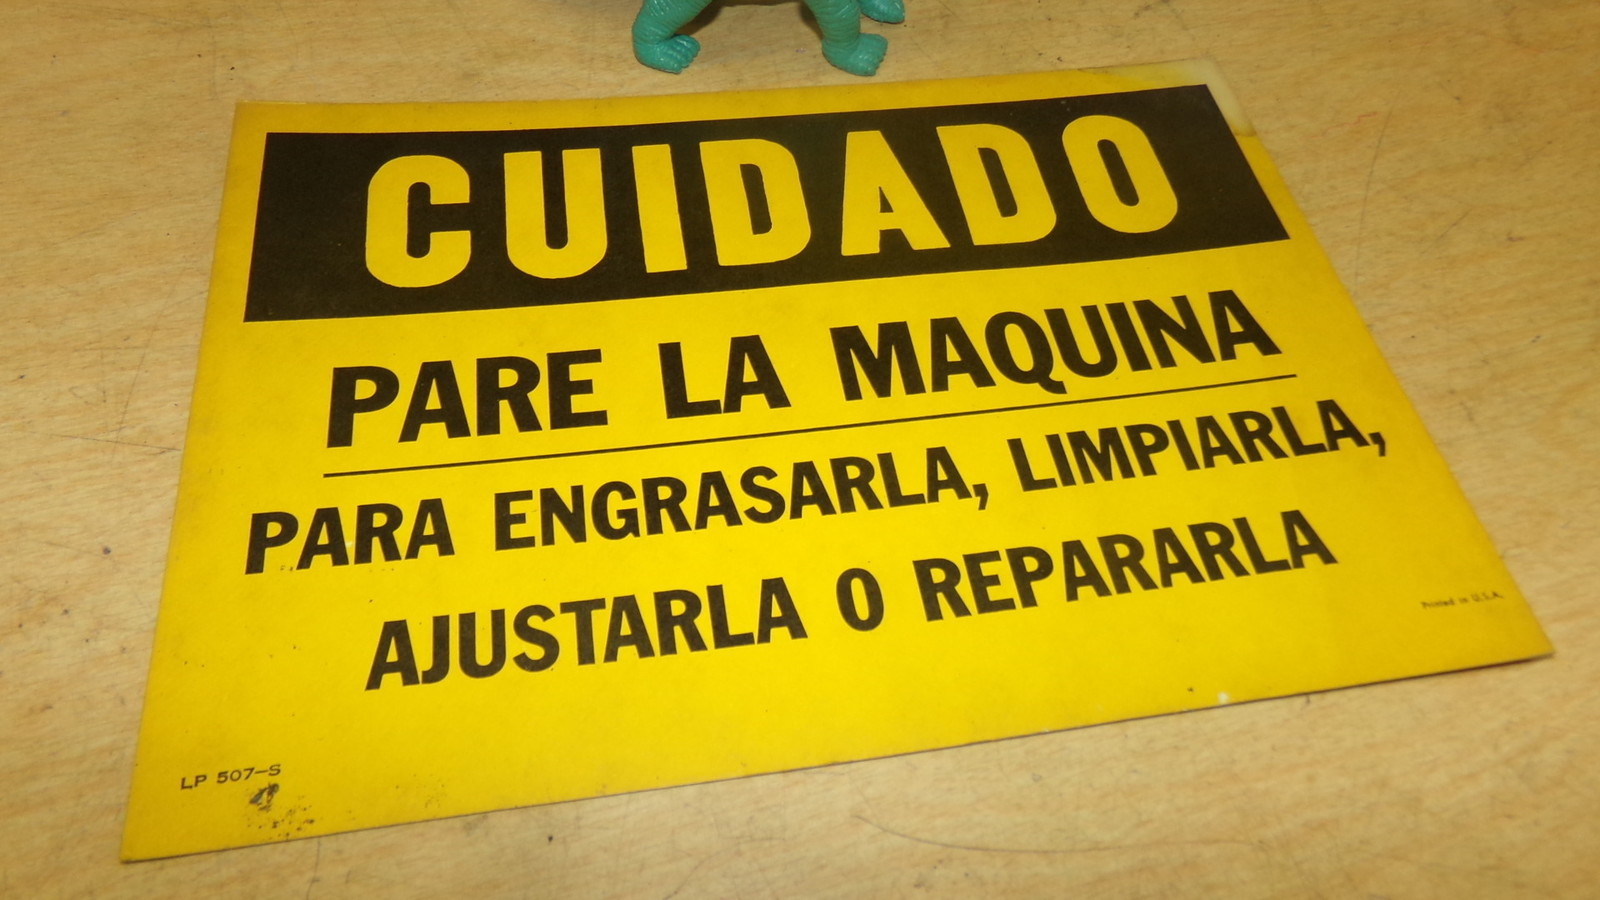 CUIDADO
PARE LA MAQUINA
PARA ENGRASARLA, LIMPIARLA,
AJUSTARLA O REPARARLA
Printed in U.S.A.
LP 507-S